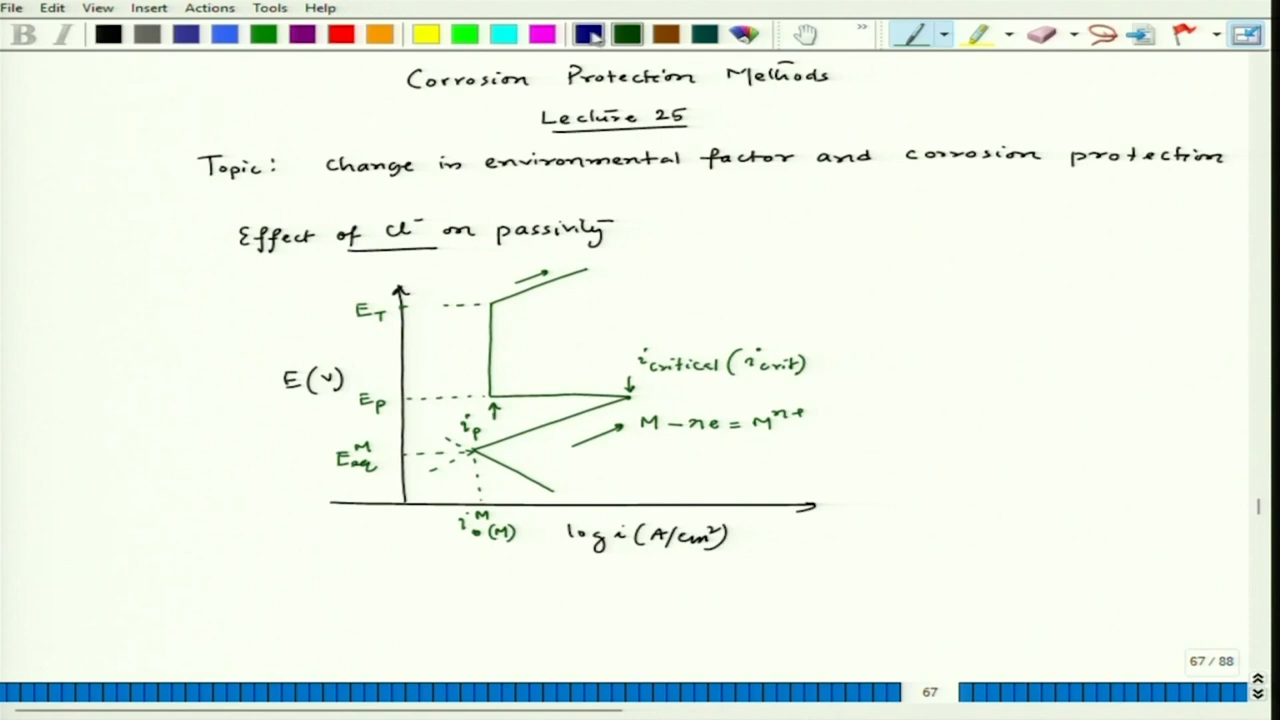 File Edit View Insert Actions Tools Help
B I
Corrosion Protection Methods
Lecture 25
Topic: Change in environmental factor and corrosion protection
Effect of Cl⁻ on passivity
E_T
i_critical (i_crit)
E(V)
E_p
i_p
M - ne = Mⁿ⁺
E_eq^M
i_o(M)^M
log i (A/cm²)
67 / 88
67